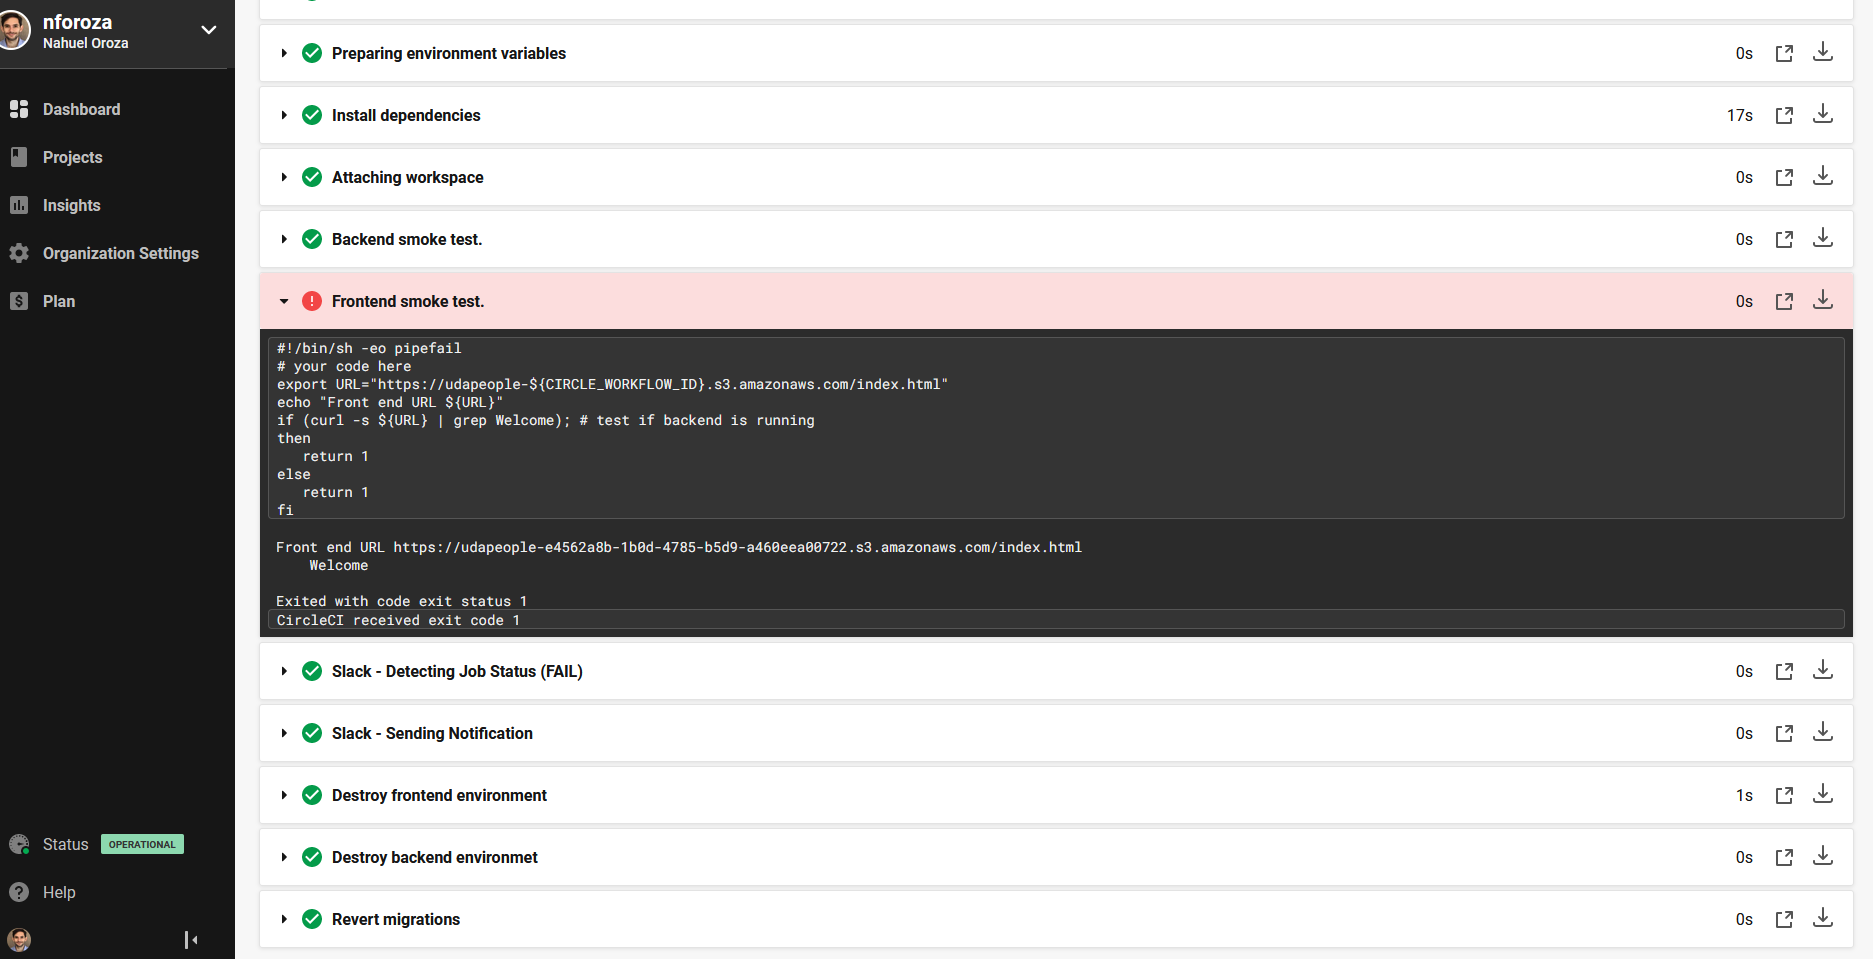 nforoza
Nahuel Oroza
Dashboard
Projects
Insights
Organization Settings
Plan
Status OPERATIONAL
Help
Preparing environment variables 0s
Install dependencies 17s
Attaching workspace 0s
Backend smoke test. 0s
Frontend smoke test. 0s
#!/bin/sh -eo pipefail
# your code here
export URL="https://udapeople-${CIRCLE_WORKFLOW_ID}.s3.amazonaws.com/index.html"
echo "Front end URL ${URL}"
if (curl -s ${URL} | grep Welcome); # test if backend is running
then
   return 1
else
   return 1
fi
Front end URL https://udapeople-e4562a8b-1b0d-4785-b5d9-a460eea00722.s3.amazonaws.com/index.html
    Welcome
Exited with code exit status 1
CircleCI received exit code 1
Slack - Detecting Job Status (FAIL) 0s
Slack - Sending Notification 0s
Destroy frontend environment 1s
Destroy backend environmet 0s
Revert migrations 0s